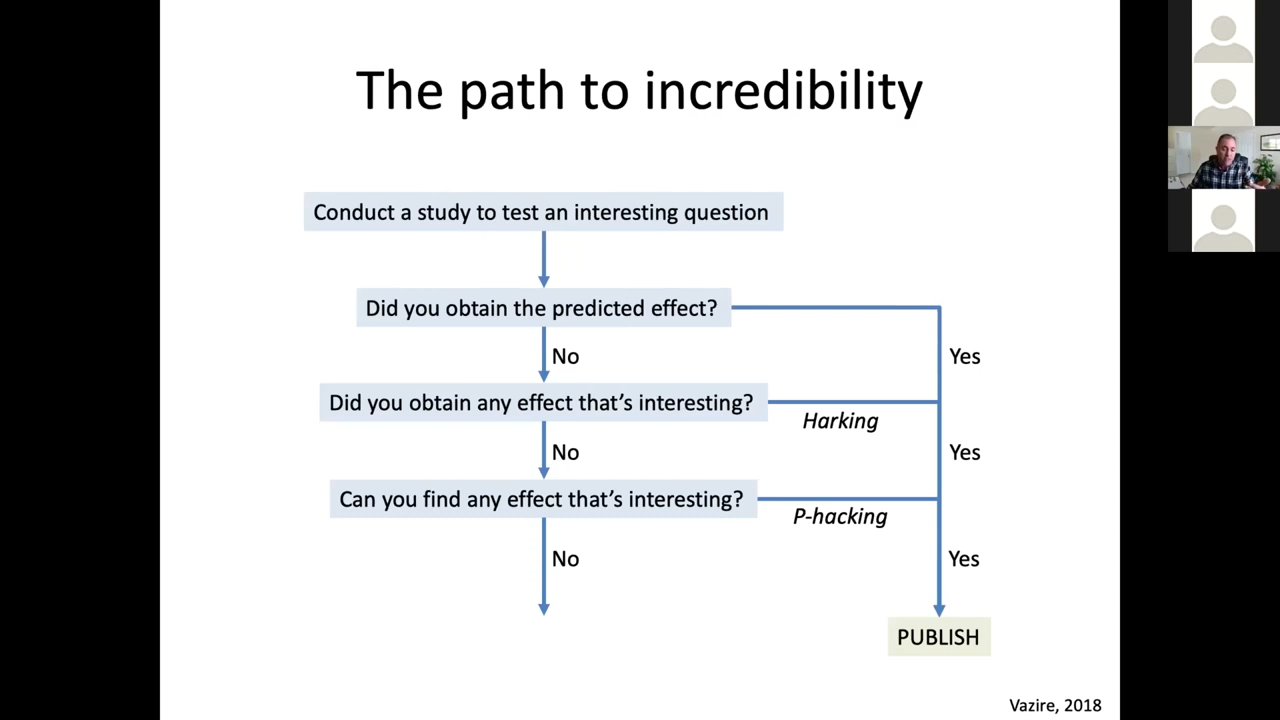 The path to incredibility
Conduct a study to test an interesting question
Did you obtain the predicted effect?
No
Yes
Did you obtain any effect that’s interesting?
Harking
No
Yes
Can you find any effect that’s interesting?
P-hacking
No
Yes
PUBLISH
Vazire, 2018